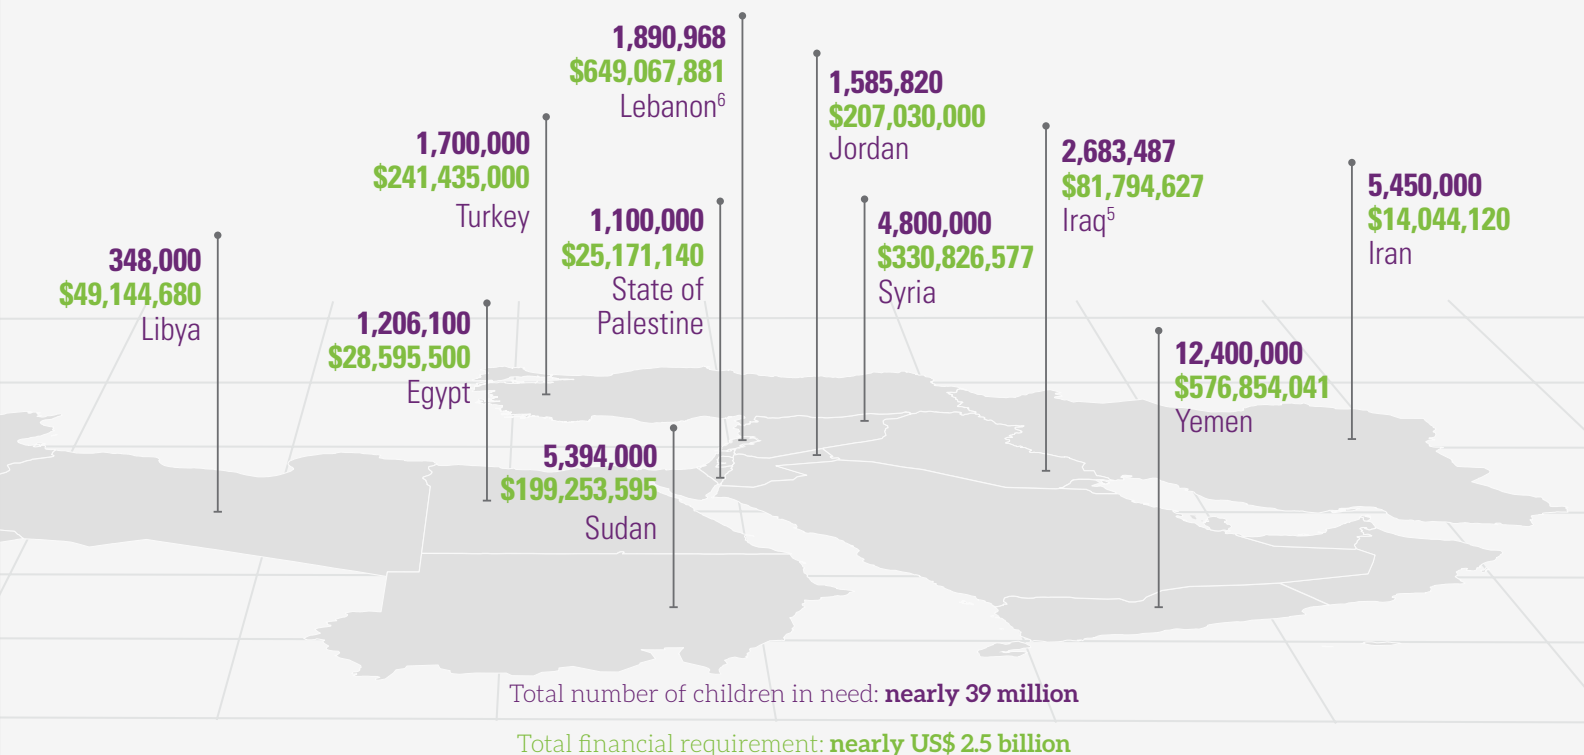 1,890,968
$649,067,881
Lebanon⁶
1,585,820
$207,030,000
Jordan
1,700,000
$241,435,000
Turkey
2,683,487
$81,794,627
Iraq⁵
5,450,000
$14,044,120
Iran
1,100,000
$25,171,140
State of
Palestine
4,800,000
$330,826,577
Syria
348,000
$49,144,680
Libya
1,206,100
$28,595,500
Egypt
12,400,000
$576,854,041
Yemen
5,394,000
$199,253,595
Sudan
Total number of children in need: nearly 39 million
Total financial requirement: nearly US$ 2.5 billion